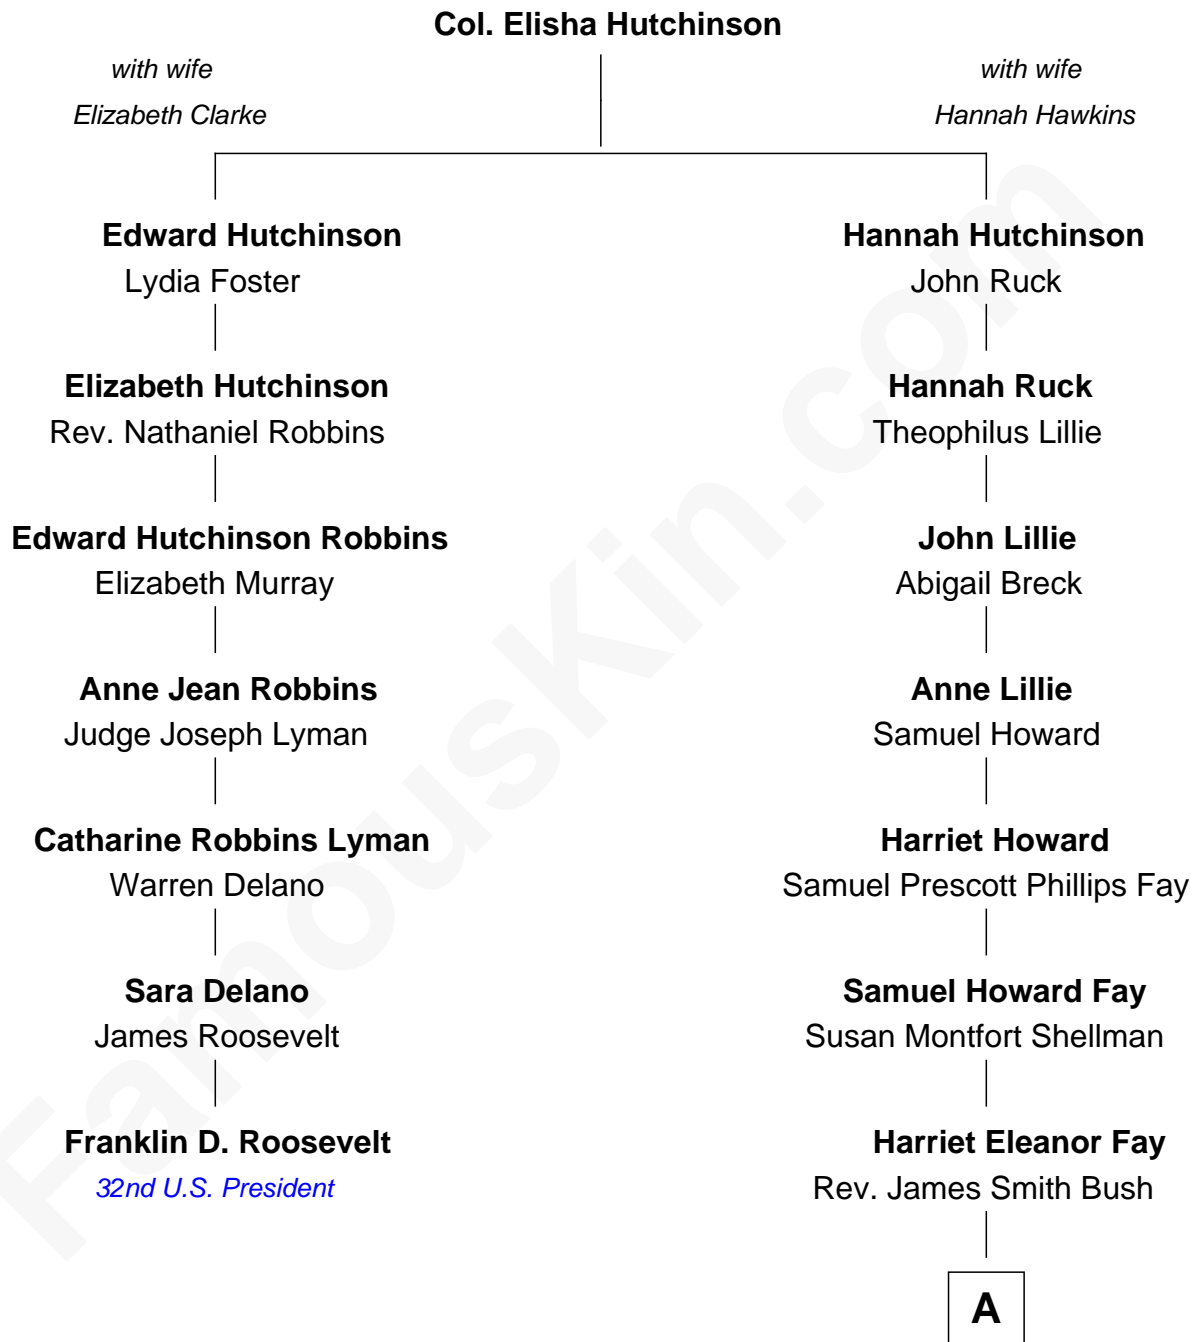 Col. Elisha Hutchinson
with wife
Elizabeth Clarke
with wife
Hannah Hawkins
Edward Hutchinson
Lydia Foster
Elizabeth Hutchinson
Rev. Nathaniel Robbins
Edward Hutchinson Robbins
Elizabeth Murray
Anne Jean Robbins
Judge Joseph Lyman
Catharine Robbins Lyman
Warren Delano
Sara Delano
James Roosevelt
Franklin D. Roosevelt
32nd U.S. President
Hannah Hutchinson
John Ruck
Hannah Ruck
Theophilus Lillie
John Lillie
Abigail Breck
Anne Lillie
Samuel Howard
Harriet Howard
Samuel Prescott Phillips Fay
Samuel Howard Fay
Susan Montfort Shellman
Harriet Eleanor Fay
Rev. James Smith Bush
A
FamousKin.com